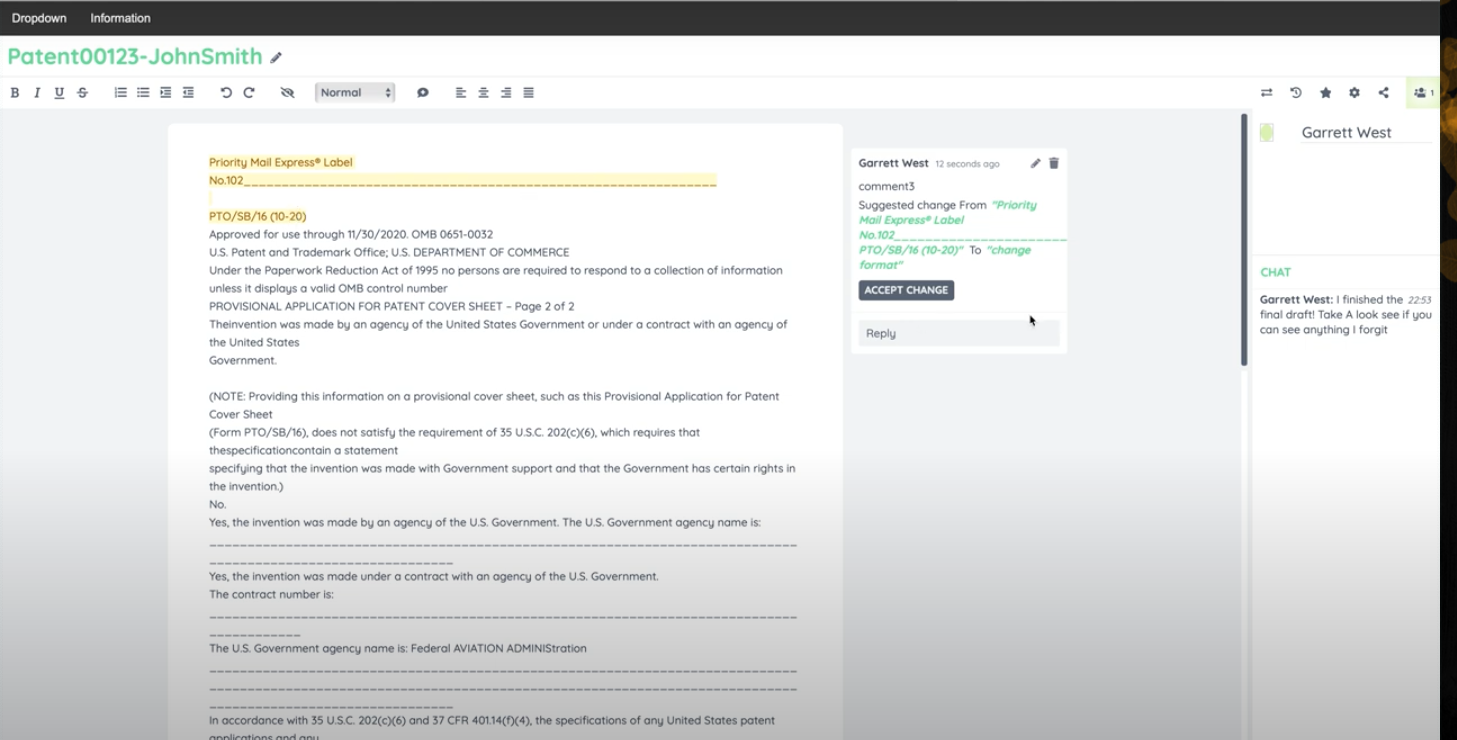 Dropdown Information
Patent00123-JohnSmith
B I U S Normal 1
Priority Mail Express® Label
No.102_______________________________________________________________
PTO/SB/16 (10-20)
Approved for use through 11/30/2020. OMB 0651-0032
U.S. Patent and Trademark Office; U.S. DEPARTMENT OF COMMERCE
Under the Paperwork Reduction Act of 1995 no persons are required to respond to a collection of information
unless it displays a valid OMB control number
PROVISIONAL APPLICATION FOR PATENT COVER SHEET – Page 2 of 2
Theinvention was made by an agency of the United States Government or under a contract with an agency of
the United States
Government.
(NOTE: Providing this information on a provisional cover sheet, such as this Provisional Application for Patent
Cover Sheet
(Form PTO/SB/16), does not satisfy the requirement of 35 U.S.C. 202(c)(6), which requires that
thespecificationcontain a statement
specifying that the invention was made with Government support and that the Government has certain rights in
the invention.)
No.
Yes, the invention was made by an agency of the U.S. Government. The U.S. Government agency name is:
______________________________________________________________________________
________________________________
Yes, the invention was made under a contract with an agency of the U.S. Government.
The contract number is:
______________________________________________________________________________
____________
The U.S. Government agency name is: Federal AVIATION ADMINIStration
______________________________________________________________________________
______________________________________________________________________________
________________________________
In accordance with 35 U.S.C. 202(c)(6) and 37 CFR 401.14(f)(4), the specifications of any United States patent
applications and any
Garrett West 12 seconds ago
comment3
Suggested change From "Priority
Mail Express® Label
No.102_______________________
PTO/SB/16 (10-20)" To "change
format"
ACCEPT CHANGE
Reply
Garrett West
CHAT
Garrett West: I finished the 22:53
final draft! Take A look see if you
can see anything I forgit